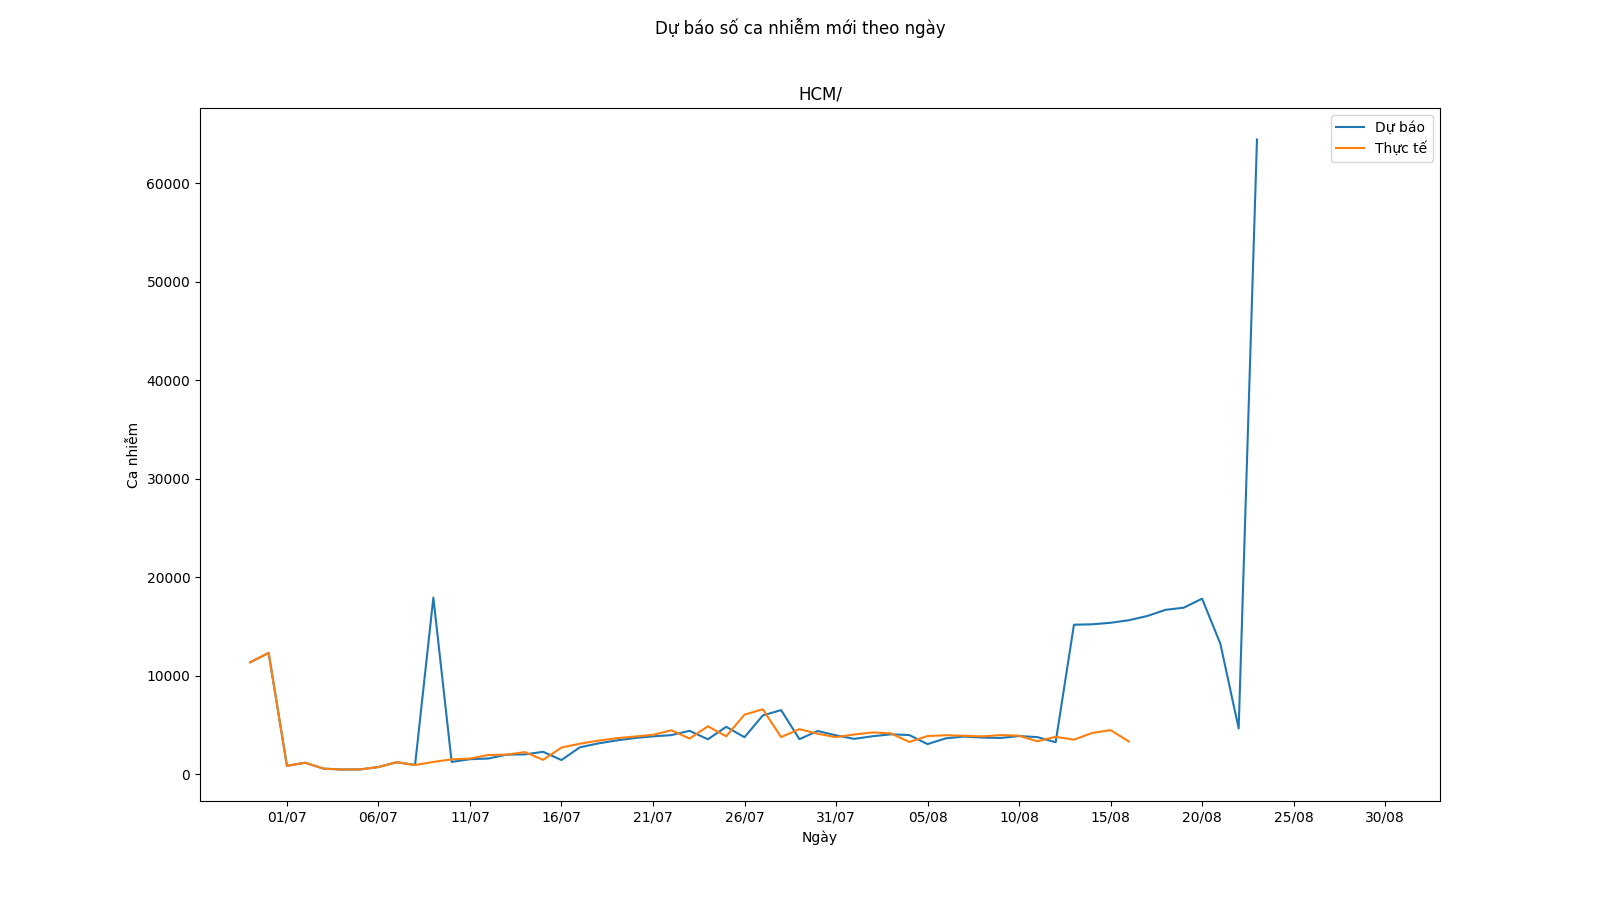 Dự báo số ca nhiễm mới theo ngày
HCM/
Dự báo
Thực tế
60000
50000
40000
30000
20000
10000
0
Ca nhiễm
01/07 06/07 11/07 16/07 21/07 26/07 31/07 05/08 10/08 15/08 20/08 25/08 30/08
Ngày